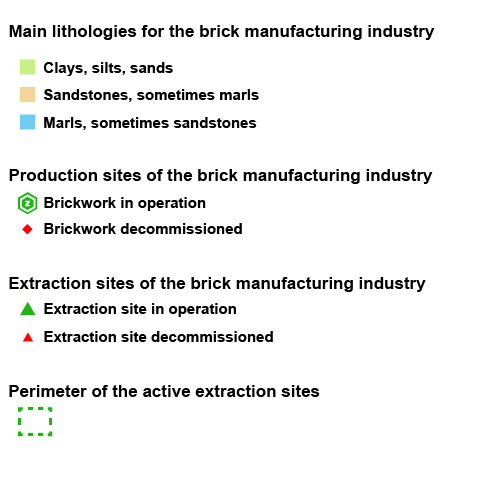 Main lithologies for the brick manufacturing industry
Clays, silts, sands
Sandstones, sometimes marls
Marls, sometimes sandstones
Production sites of the brick manufacturing industry
Brickwork in operation
Brickwork decommissioned
Extraction sites of the brick manufacturing industry
Extraction site in operation
Extraction site decommissioned
Perimeter of the active extraction sites